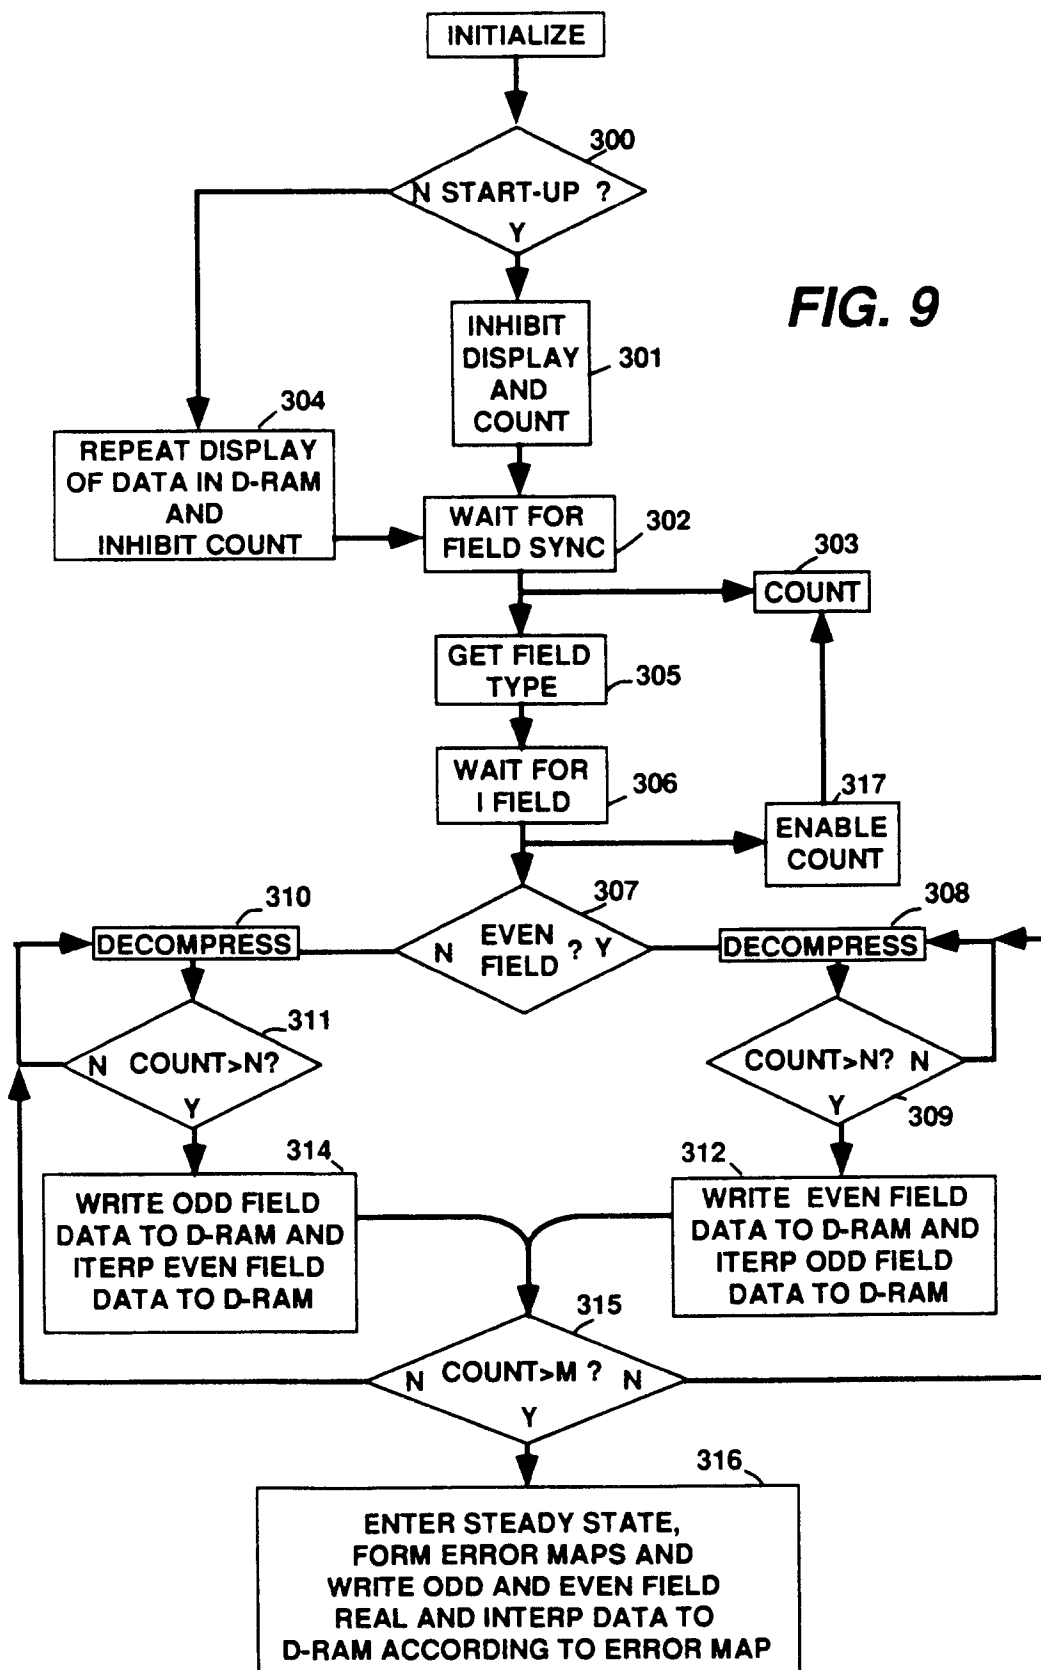 INITIALIZE
300
N START-UP ?
Y
FIG. 9
INHIBIT
DISPLAY
AND
COUNT
301
304
REPEAT DISPLAY
OF DATA IN D-RAM
AND
INHIBIT COUNT
WAIT FOR
FIELD SYNC
302
303
COUNT
GET FIELD
TYPE
305
WAIT FOR
I FIELD
306
317
ENABLE
COUNT
307
N EVEN
FIELD ? Y
310
DECOMPRESS
308
DECOMPRESS
311
N COUNT>N?
Y
COUNT>N? N
Y
309
314
WRITE ODD FIELD
DATA TO D-RAM AND
ITERP EVEN FIELD
DATA TO D-RAM
312
WRITE EVEN FIELD
DATA TO D-RAM AND
ITERP ODD FIELD
DATA TO D-RAM
315
N COUNT>M ? N
Y
316
ENTER STEADY STATE,
FORM ERROR MAPS AND
WRITE ODD AND EVEN FIELD
REAL AND INTERP DATA TO
D-RAM ACCORDING TO ERROR MAP